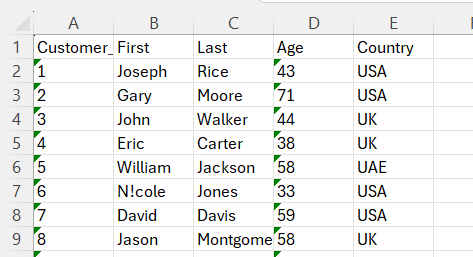 A B C D E
1 Customer_ First Last Age Country
2 1 Joseph Rice 43 USA
3 2 Gary Moore 71 USA
4 3 John Walker 44 UK
5 4 Eric Carter 38 UK
6 5 William Jackson 58 UAE
7 6 N!cole Jones 33 USA
8 7 David Davis 59 USA
9 8 Jason Montgome 58 UK